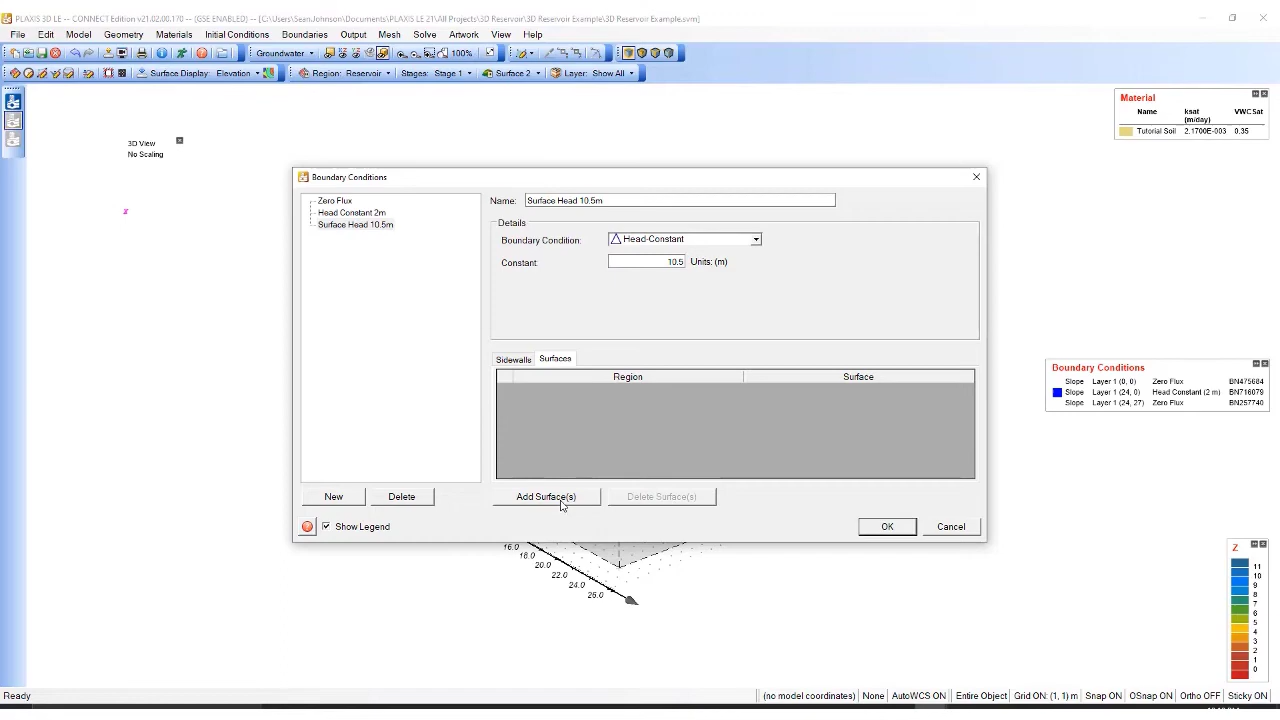 PLAXIS 3D LE -- CONNECT Edition v21.02.00.170 -- (GSE ENABLED) -- [C:\Users\Sean.Johnson\Documents\PLAXIS LE 21\All Projects\3D Reservoir\3D Reservoir Example\3D Reservoir Example.svm]
File Edit Model Geometry Materials Initial Conditions Boundaries Output Mesh Solve Artwork View Window Help
Groundwater 100%
Surface Display: Elevation Region: Reservoir Stages: Stage 1 Surface 2 Layer: Show All
Material
Name ksat (m/day) VWC Sat
Tutorial Soil 2.1700E-003 0.35
3D View
No Scaling
Boundary Conditions
Zero Flux
Head Constant 2m
Surface Head 10.5m
Name: Surface Head 10.5m
Details
Boundary Condition: Head-Constant
Constant: 10.5 Units: (m)
Sidewalls Surfaces
Region Surface
New Delete Add Surface(s) Delete Surface(s)
Show Legend OK Cancel
Boundary Conditions
Slope Layer 1 (0, 0) Zero Flux BN475684
Slope Layer 1 (24, 0) Head Constant (2 m) BN716079
Slope Layer 1 (24, 27) Zero Flux BN257740
16.0
18.0
20.0
22.0
24.0
26.0
Z
11
10
9
8
7
6
5
4
3
2
1
0
Ready (no model coordinates) None AutoWCS ON Entire Object Grid ON: (1, 1) m Snap ON OSnap ON Ortho OFF Sticky ON